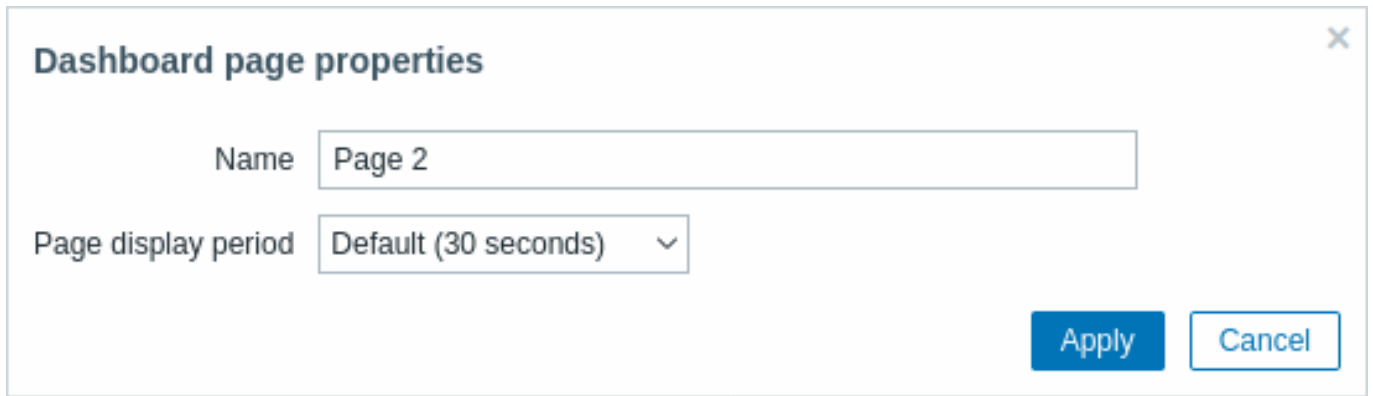 Dashboard page properties
Name Page 2
Page display period Default (30 seconds)
Apply Cancel